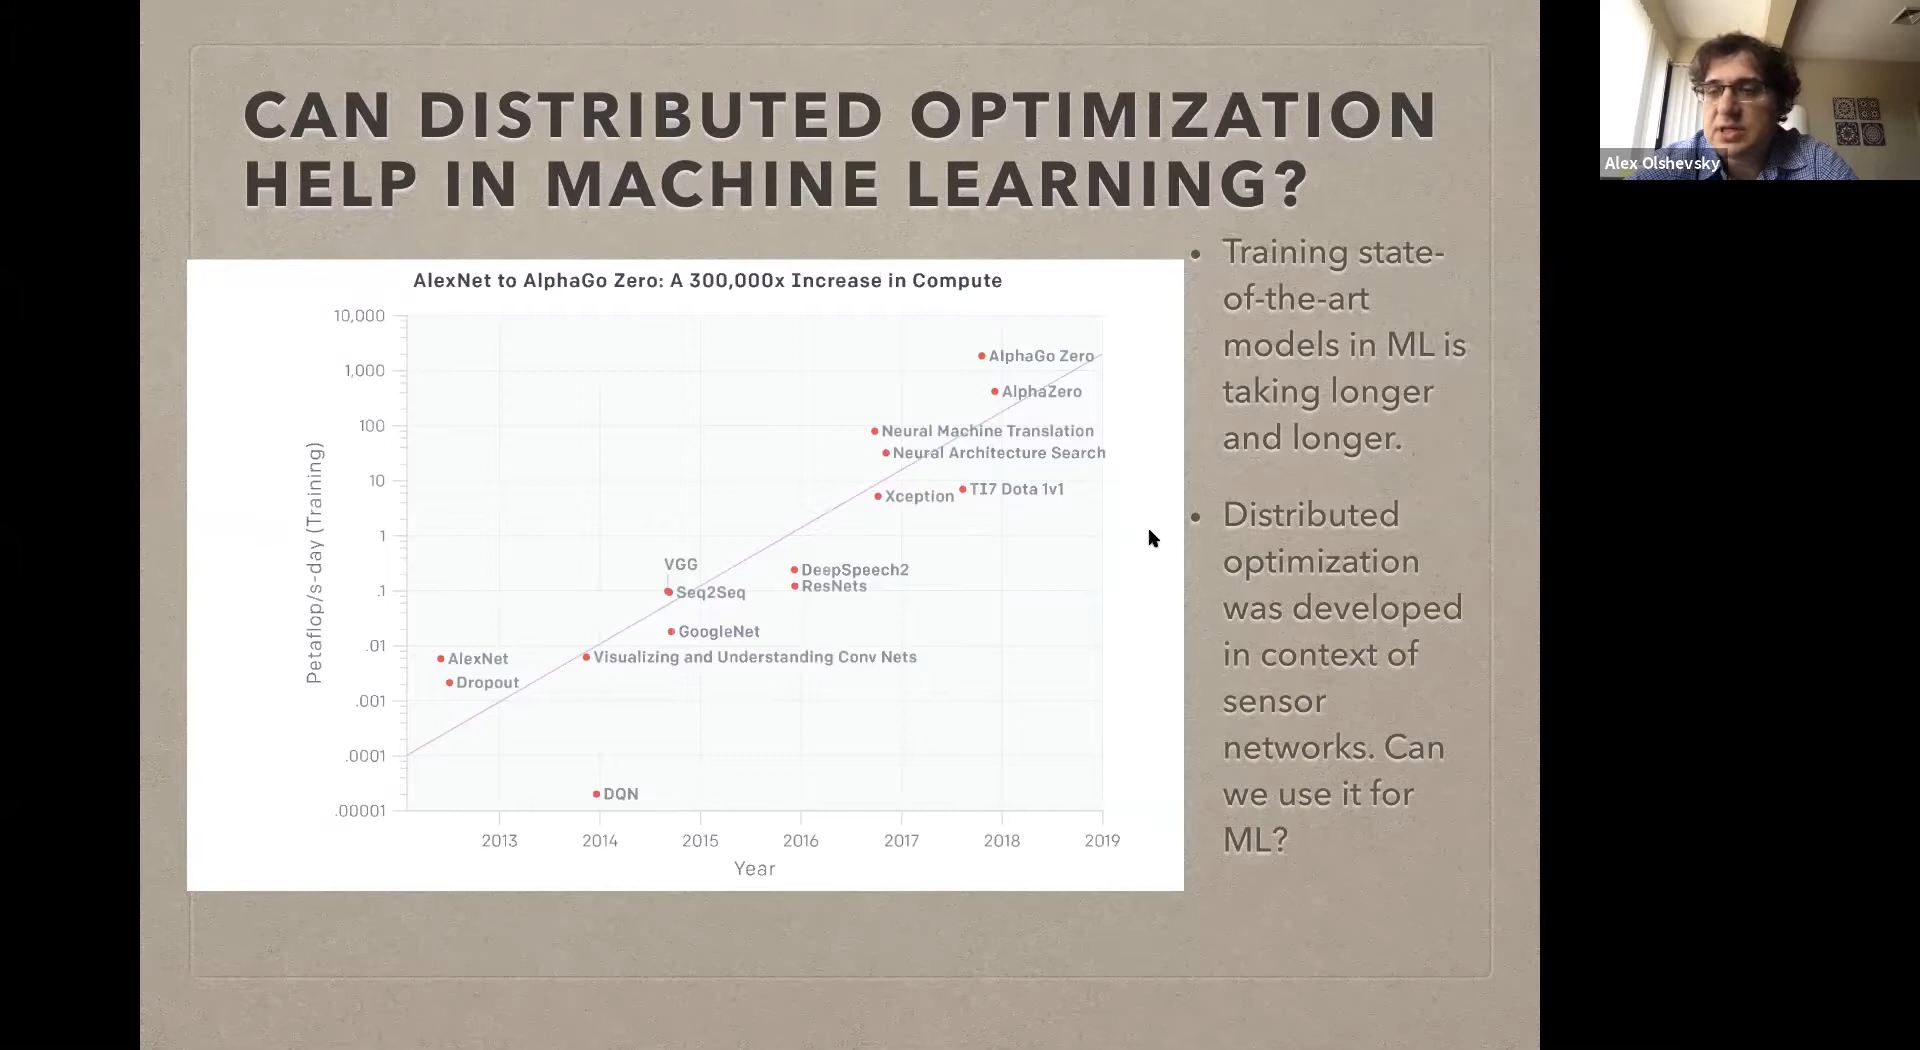 CAN DISTRIBUTED OPTIMIZATION
HELP IN MACHINE LEARNING?
AlexNet to AlphaGo Zero: A 300,000x Increase in Compute
10,000
1,000
100
10
1
.1
.01
.001
.0001
.00001
Petaflop/s-day (Training)
AlphaGo Zero
AlphaZero
Neural Machine Translation
Neural Architecture Search
Xception
TI7 Dota 1v1
VGG
DeepSpeech2
ResNets
Seq2Seq
GoogleNet
Visualizing and Understanding Conv Nets
AlexNet
Dropout
DQN
2013
2014
2015
2016
2017
2018
2019
Year
• Training state-
of-the-art
models in ML is
taking longer
and longer.
• Distributed
optimization
was developed
in context of
sensor
networks. Can
we use it for
ML?
Alex Olshevsky